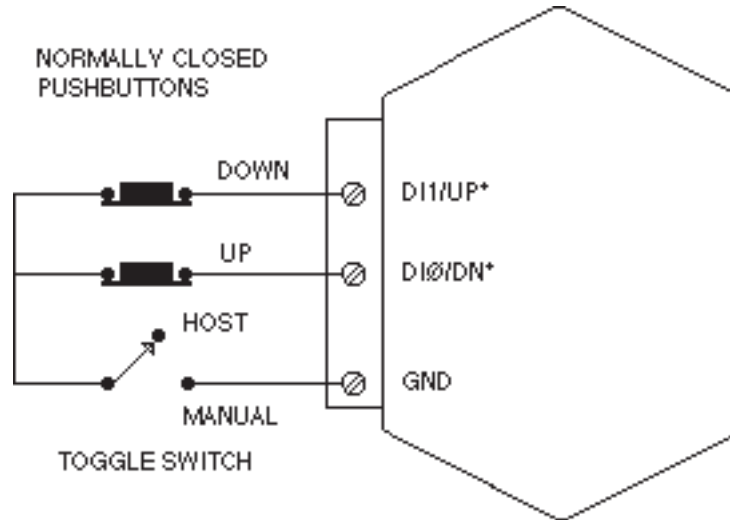 NORMALLY CLOSED
PUSHBUTTONS
DOWN
DI1/UP*
UP
DIØ/DN*
HOST
GND
MANUAL
TOGGLE SWITCH